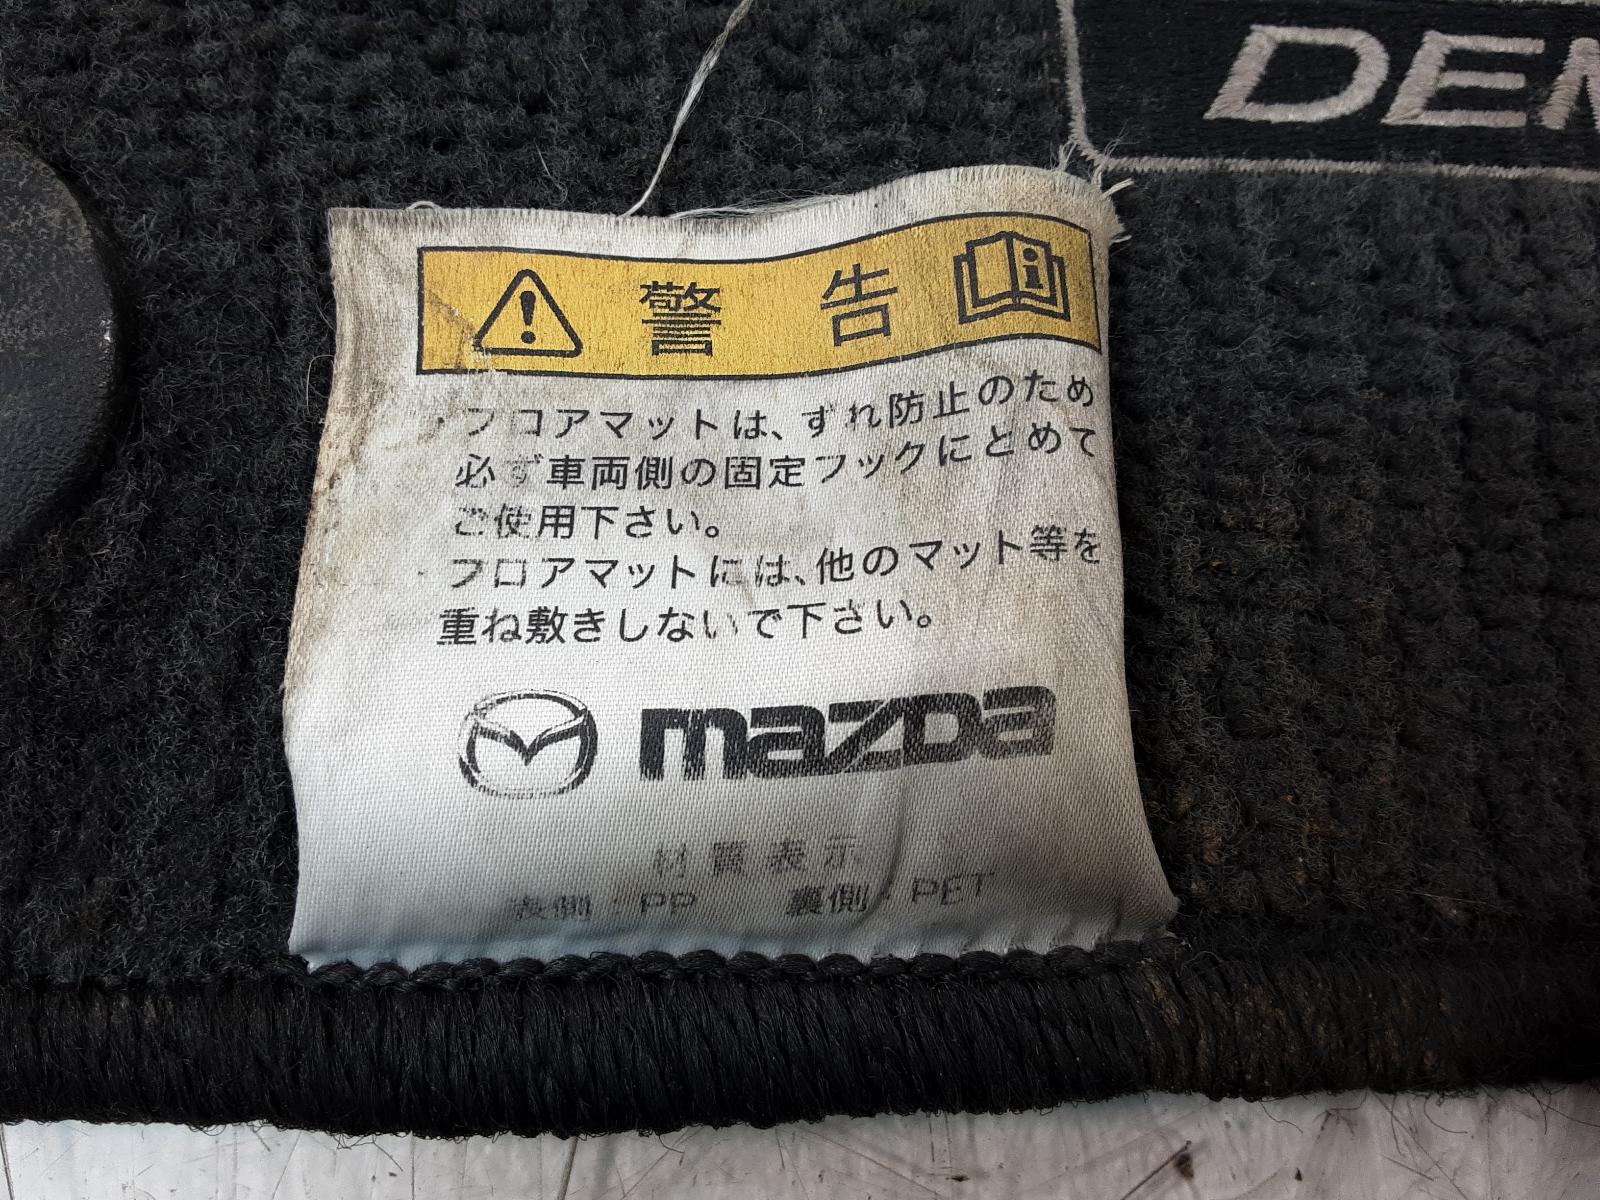 DEM
警告
・フロアマットは、ずれ防止のため
必ず車両側の固定フックにとめて
ご使用下さい。
・フロアマットには、他のマット等を
重ね敷きしないで下さい。
mazda
材質表示
表側：PP 裏側：PET